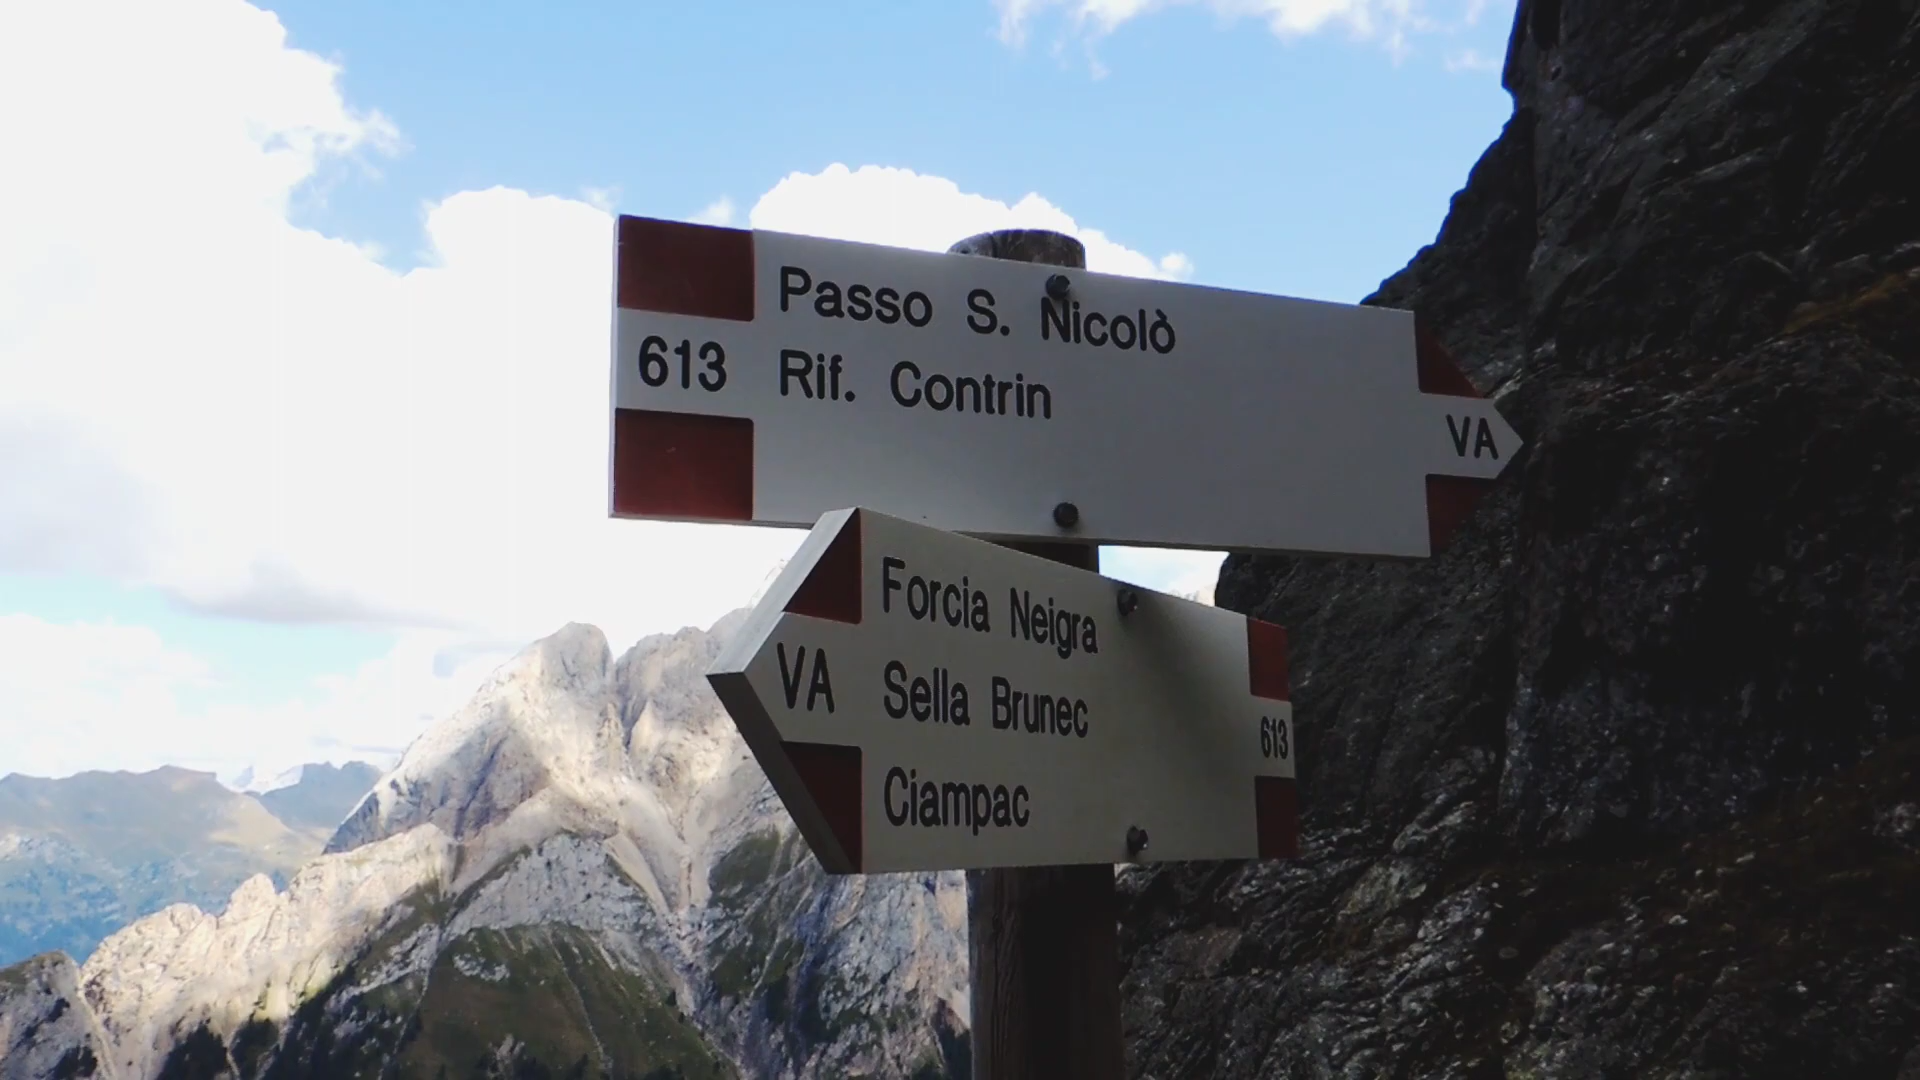 Passo S. Nicolò
613 Rif. Contrin
VA
Forcia Neigra
VA Sella Brunec 613
Ciampac